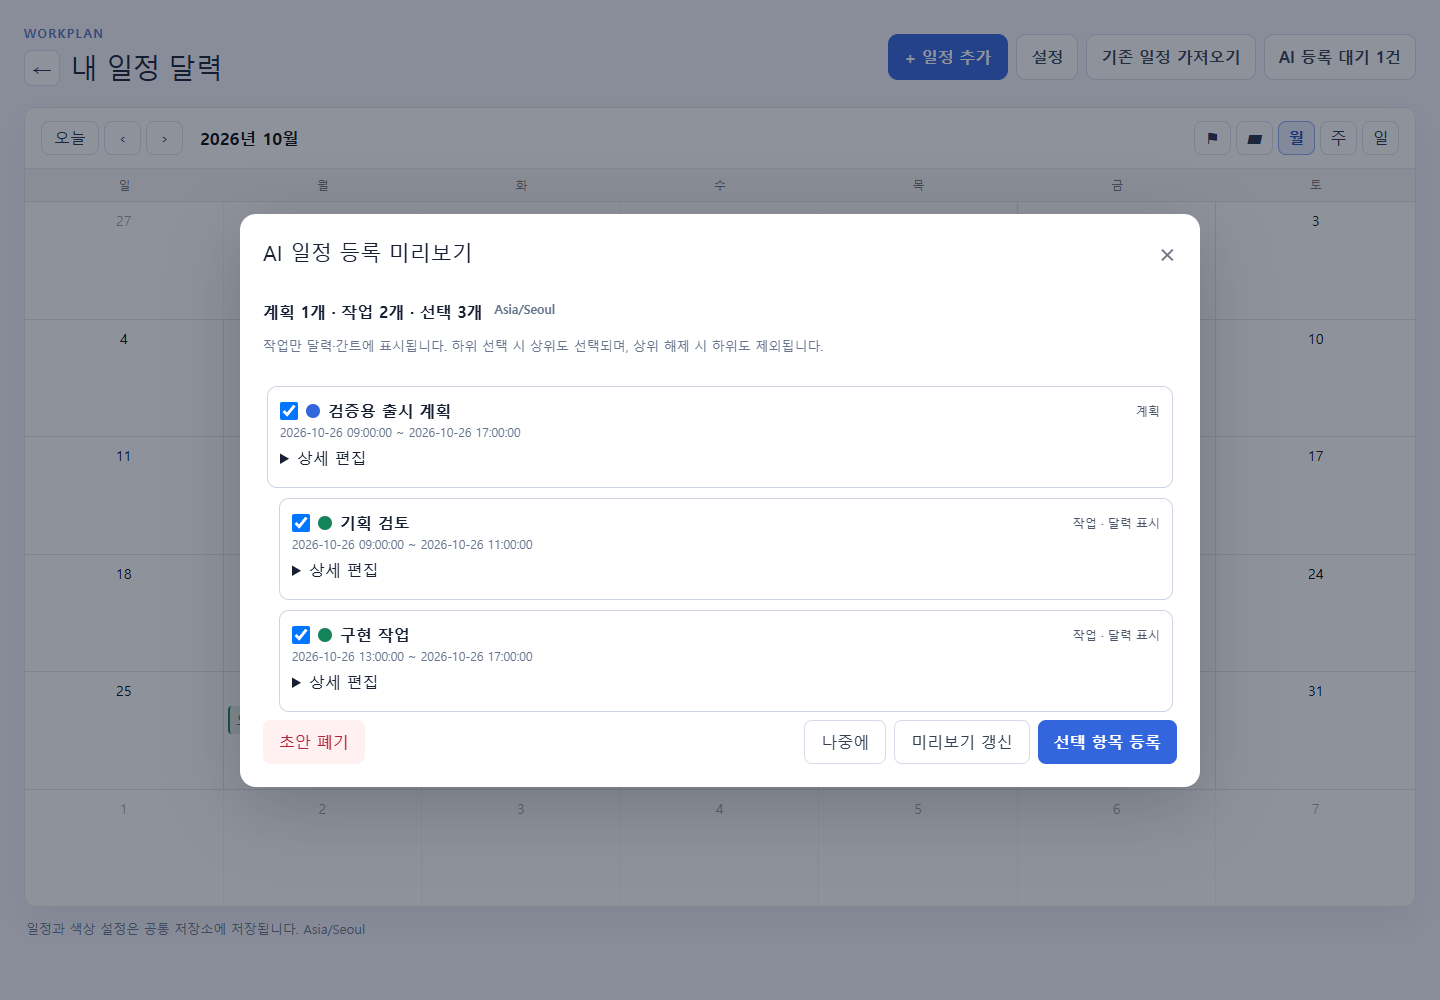 WORKPLAN
← 내 일정 달력
+ 일정 추가 설정 기존 일정 가져오기 AI 등록 대기 1건
오늘 ‹ › 2026년 10월 월 주 일
일 월 화 수 목 금 토
27 3
AI 일정 등록 미리보기 ×
계획 1개 · 작업 2개 · 선택 3개 Asia/Seoul
작업만 달력·간트에 표시됩니다. 하위 선택 시 상위도 선택되며, 상위 해제 시 하위도 제외됩니다.
4 10
검증용 출시 계획 계획
2026-10-26 09:00:00 ~ 2026-10-26 17:00:00
▶ 상세 편집
11 17
기획 검토 작업 · 달력 표시
2026-10-26 09:00:00 ~ 2026-10-26 11:00:00
▶ 상세 편집
18 24
구현 작업 작업 · 달력 표시
2026-10-26 13:00:00 ~ 2026-10-26 17:00:00
▶ 상세 편집
25 31
초안 폐기 나중에 미리보기 갱신 선택 항목 등록
1 2 3 4 5 6 7
일정과 색상 설정은 공통 저장소에 저장됩니다. Asia/Seoul